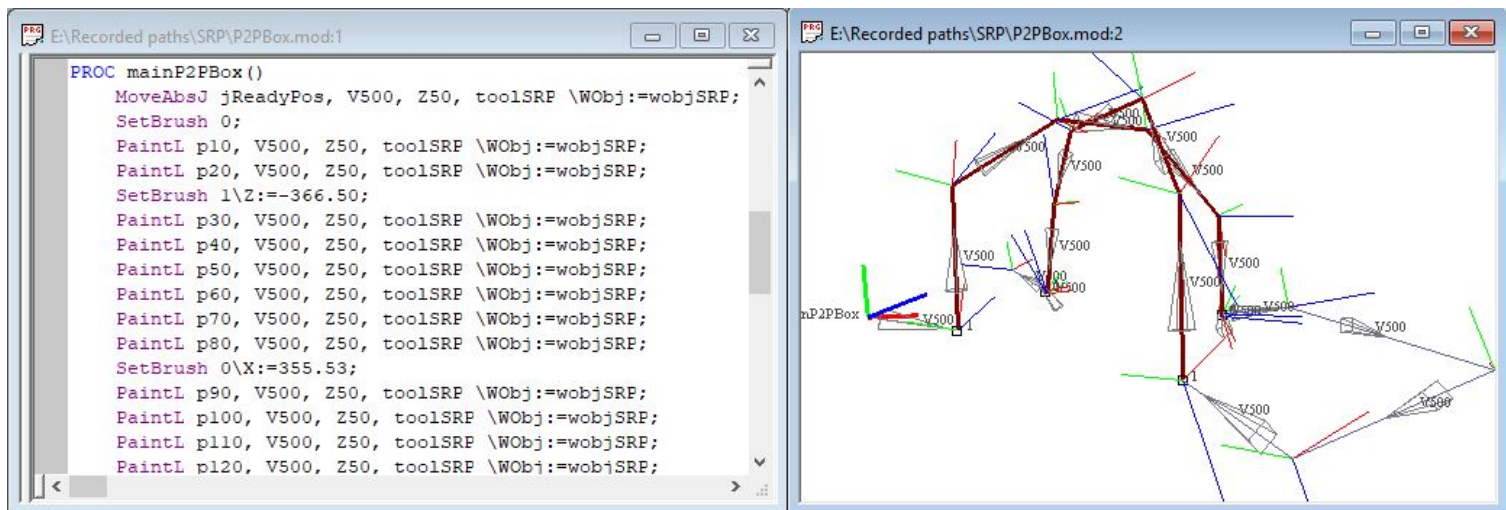 E:\Recorded paths\SRP\P2PBox.mod:1
PROC mainP2PBox()
MoveAbsJ jReadyPos, V500, Z50, toolSRP \WObj:=wobjSRP;
SetBrush 0;
PaintL p10, V500, Z50, toolSRP \WObj:=wobjSRP;
PaintL p20, V500, Z50, toolSRP \WObj:=wobjSRP;
SetBrush 1\Z:=-366.50;
PaintL p30, V500, Z50, toolSRP \WObj:=wobjSRP;
PaintL p40, V500, Z50, toolSRP \WObj:=wobjSRP;
PaintL p50, V500, Z50, toolSRP \WObj:=wobjSRP;
PaintL p60, V500, Z50, toolSRP \WObj:=wobjSRP;
PaintL p70, V500, Z50, toolSRP \WObj:=wobjSRP;
PaintL p80, V500, Z50, toolSRP \WObj:=wobjSRP;
SetBrush 0\X:=355.53;
PaintL p90, V500, Z50, toolSRP \WObj:=wobjSRP;
PaintL p100, V500, Z50, toolSRP \WObj:=wobjSRP;
PaintL p110, V500, Z50, toolSRP \WObj:=wobjSRP;
PaintL p120, V500, Z50, toolSRP \WObj:=wobjSRP;
E:\Recorded paths\SRP\P2PBox.mod:2
V500
V500
V500
V500
V500
V500
V500
V500
V500
V500
nP2PBox
V500
1
V500
V500
1
V500
V500